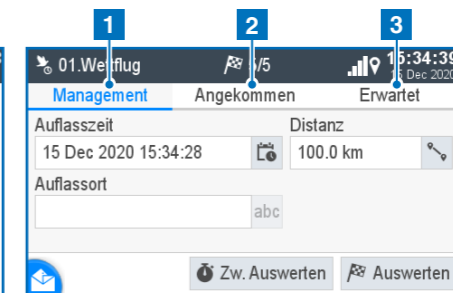 1 2 3
01.Wettflug 5/5 15:34:39
15 Dec 2020
Management Angekommen Erwartet
Auflasszeit Distanz
15 Dec 2020 15:34:28 100.0 km
Auflassort
abc
Zw. Auswerten Auswerten